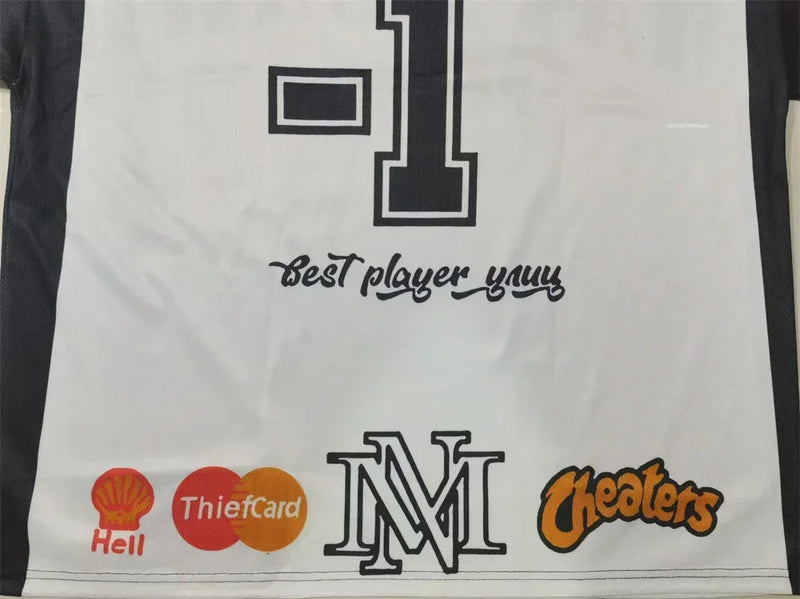 -1
Best player улиц
Hell
ThiefCard
NM
Cheaters